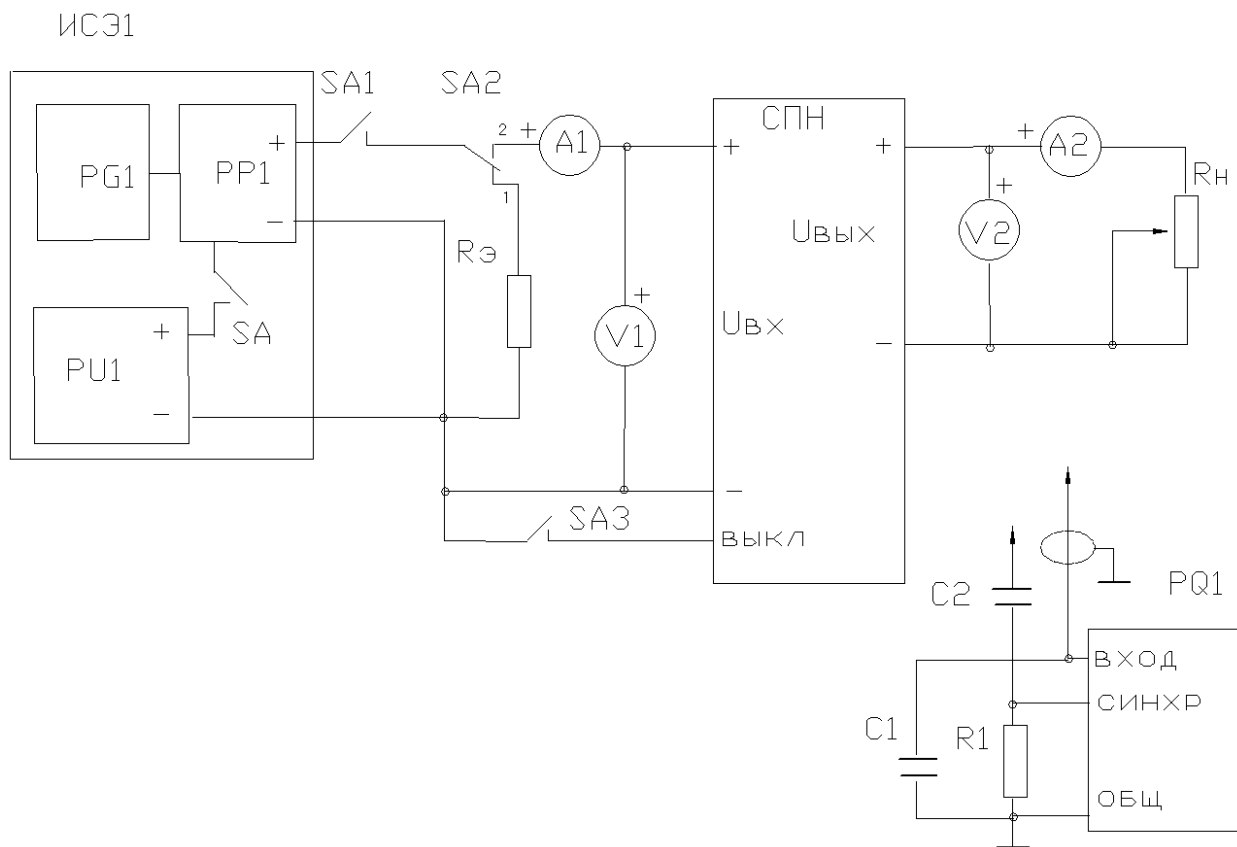 ИСЭ1
SA1
SA2
СПН
PG1
PP1
+
−
2
+
A1
1
+
+
+
A2
Rн
+
V2
Uвых
Rэ
SA
PU1
+
−
+
V1
Uвх
−
−
SA3
выкл
C2
PQ1
вход
синхр
C1
R1
общ